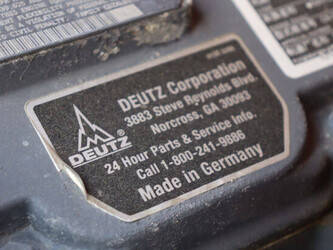 DEUTZ Corporation
3883 Steve Reynolds Blvd.
Norcross, GA 30093
DEUTZ
24 Hour Parts & Service Info.
Call 1-800-241-9886
Made in Germany